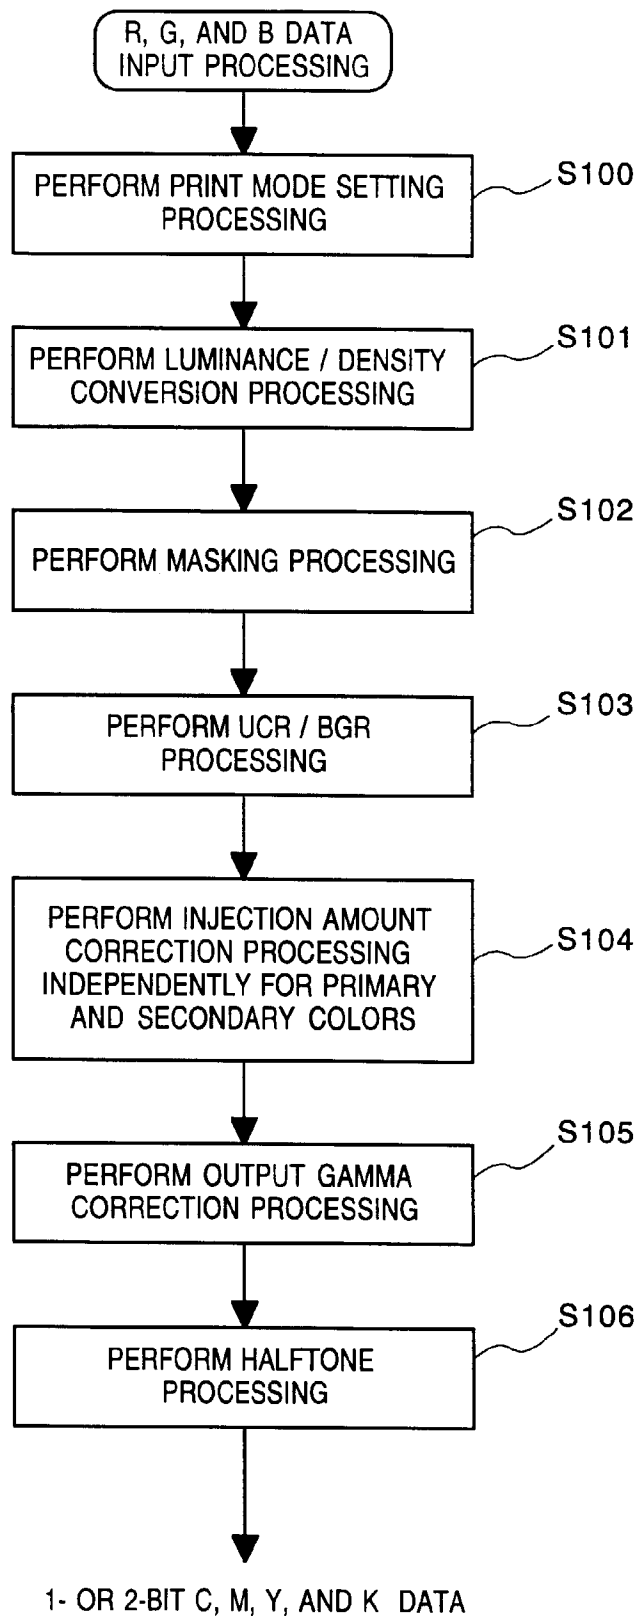 R, G, AND B DATA
INPUT PROCESSING
PERFORM PRINT MODE SETTING
PROCESSING
S100
PERFORM LUMINANCE / DENSITY
CONVERSION PROCESSING
S101
PERFORM MASKING PROCESSING
S102
PERFORM UCR / BGR
PROCESSING
S103
PERFORM INJECTION AMOUNT
CORRECTION PROCESSING
INDEPENDENTLY FOR PRIMARY
AND SECONDARY COLORS
S104
PERFORM OUTPUT GAMMA
CORRECTION PROCESSING
S105
PERFORM HALFTONE
PROCESSING
S106
1- OR 2-BIT C, M, Y, AND K DATA